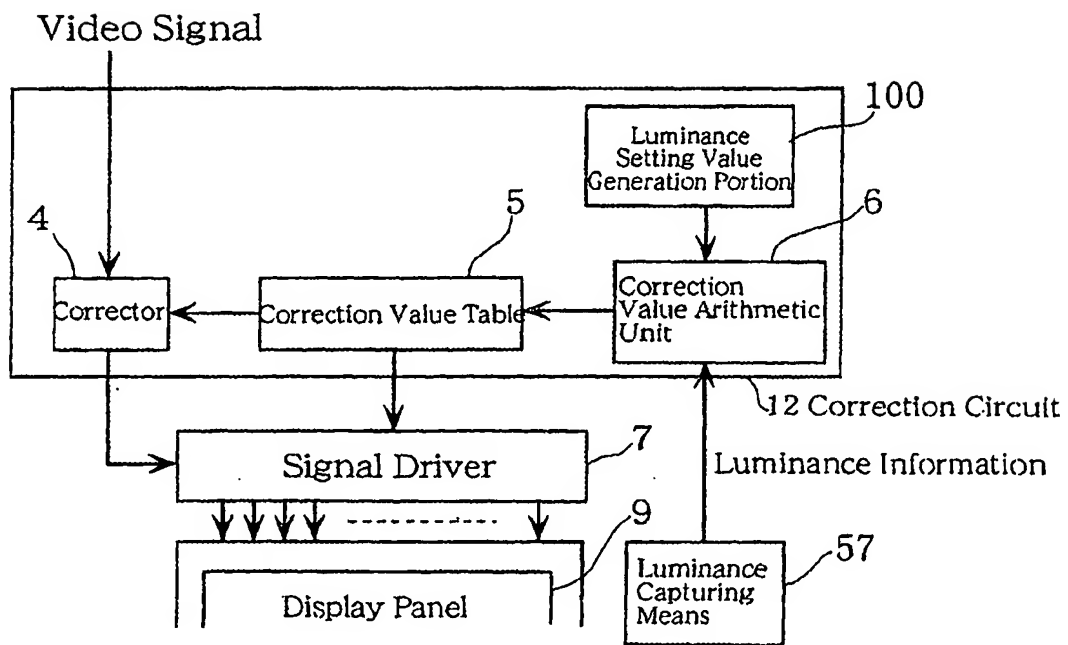 Video Signal
100
Luminance
Setting Value
Generation Portion
4
5
6
Corrector
Correction Value Table
Correction
Value Arithmetic
Unit
12 Correction Circuit
7
Signal Driver
Luminance Information
9
57
Display Panel
Luminance
Capturing
Means